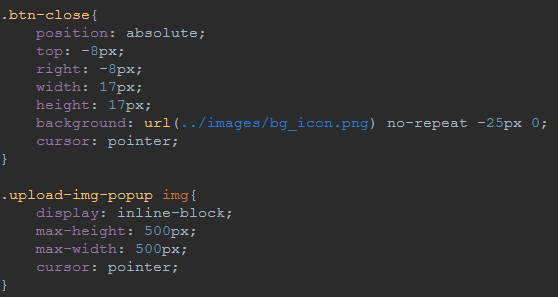 .btn-close{
    position: absolute;
    top: -8px;
    right: -8px;
    width: 17px;
    height: 17px;
    background: url(../images/bg_icon.png) no-repeat -25px 0;
    cursor: pointer;
}

.upload-img-popup img{
    display: inline-block;
    max-height: 500px;
    max-width: 500px;
    cursor: pointer;
}